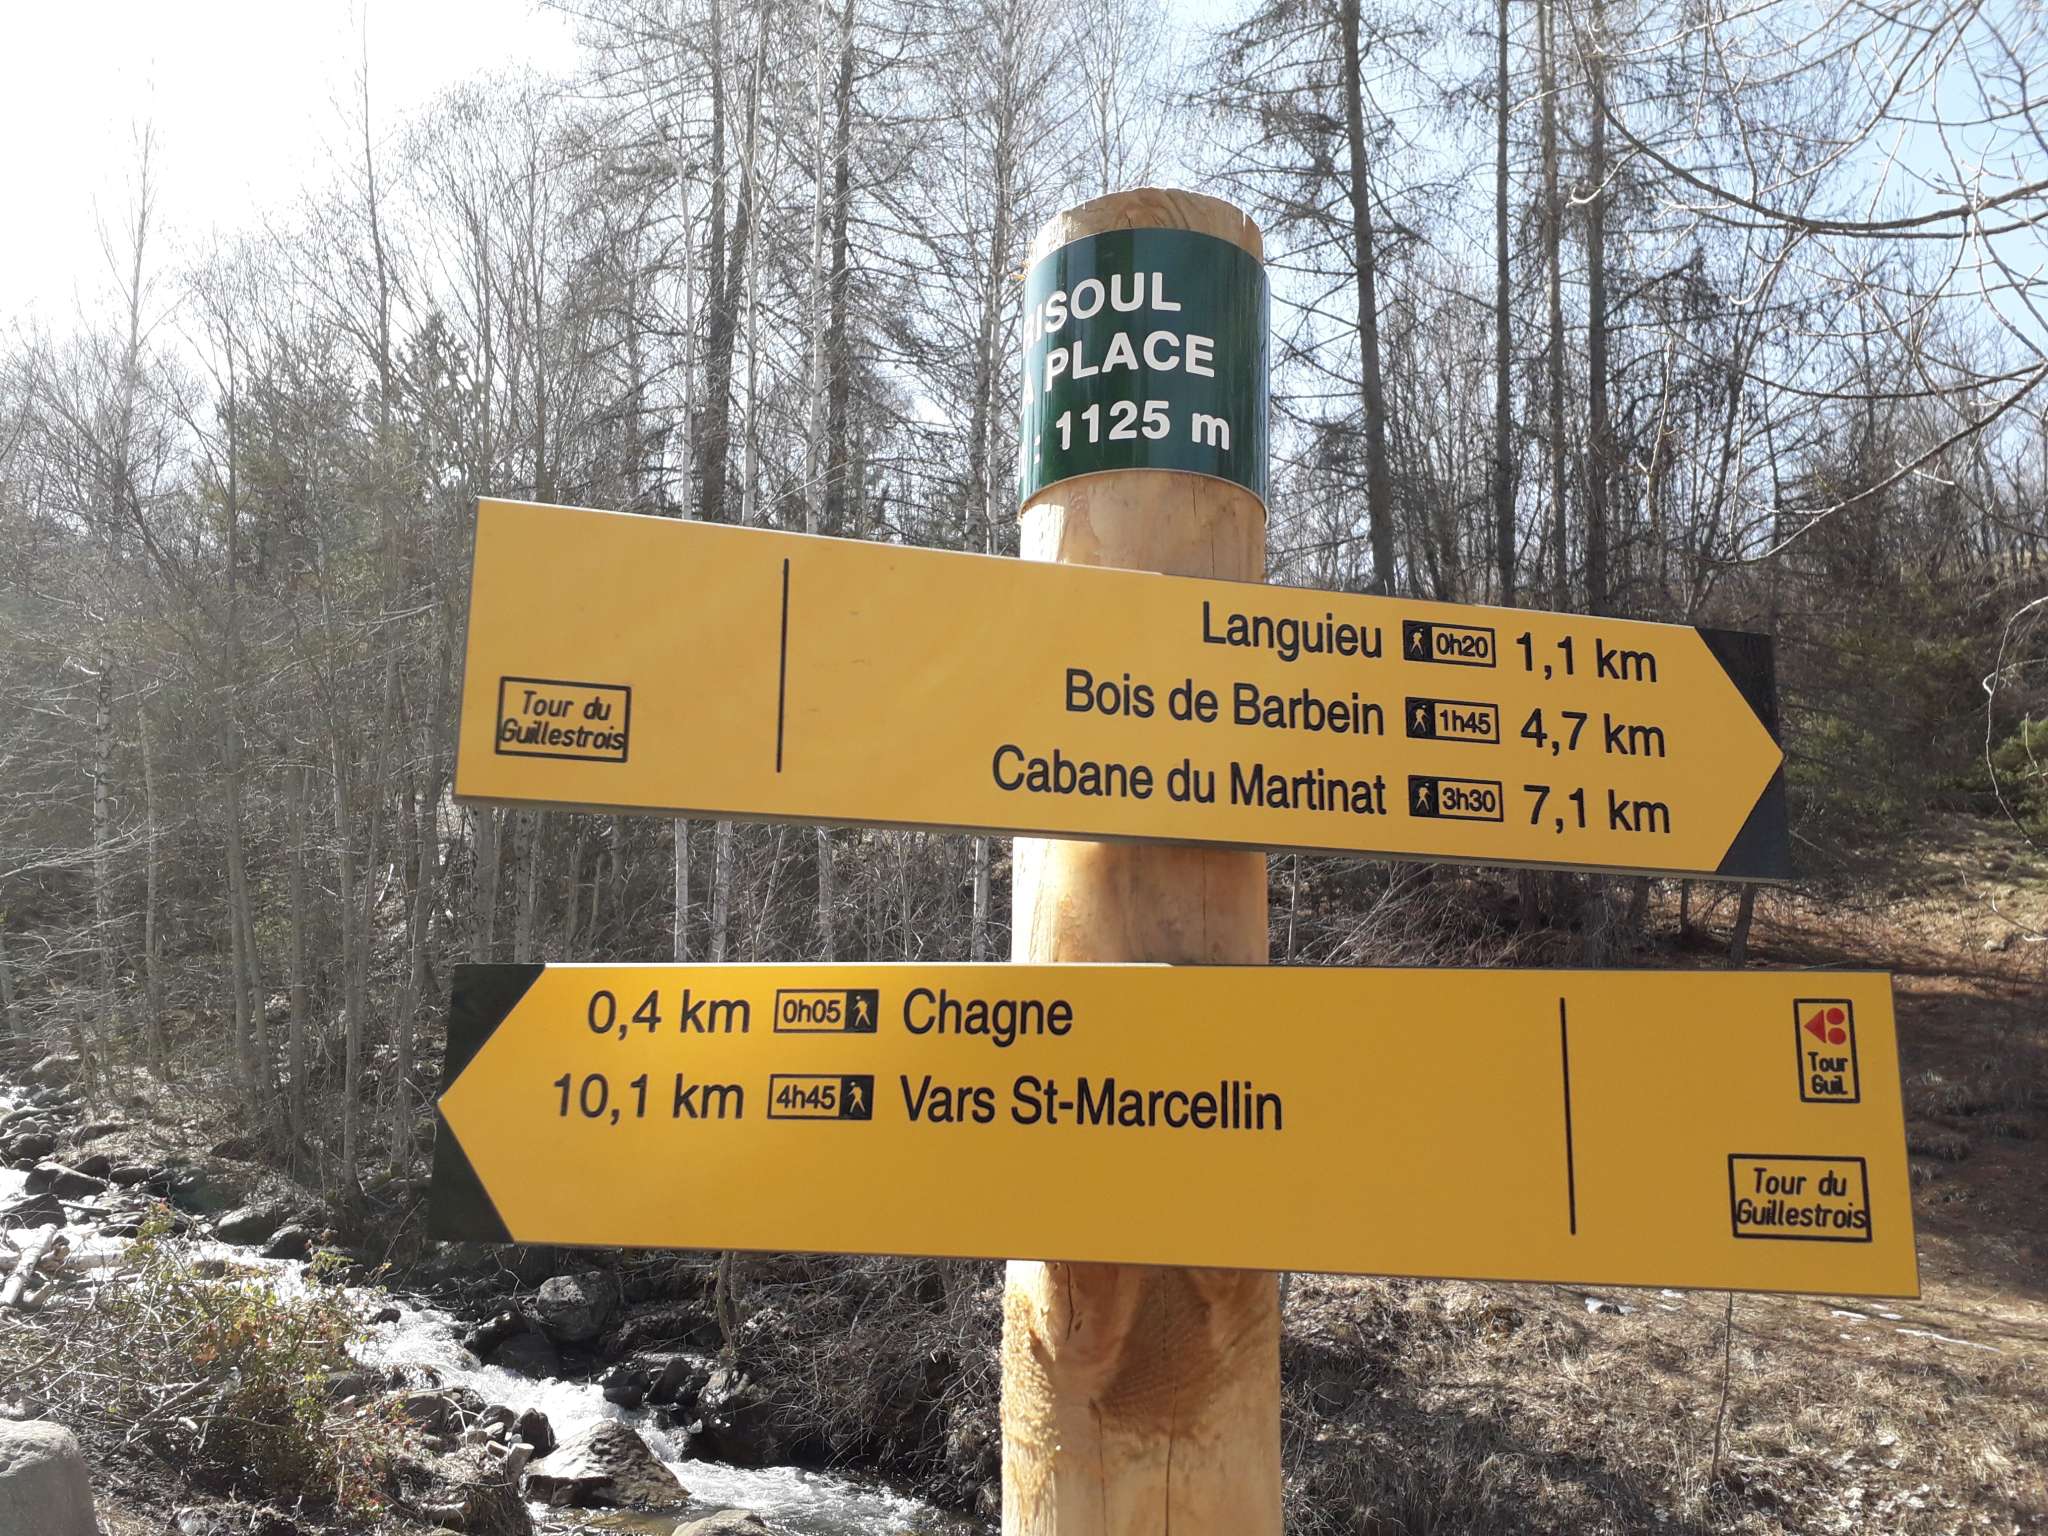 RISOUL
A PLACE
: 1125 m
Languieu 0h20 1,1 km
Bois de Barbein 1h45 4,7 km
Cabane du Martinat 3h30 7,1 km
Tour du
Guillestrois
0,4 km 0h05 Chagne
10,1 km 4h45 Vars St-Marcellin
Tour
Guil.
Tour du
Guillestrois